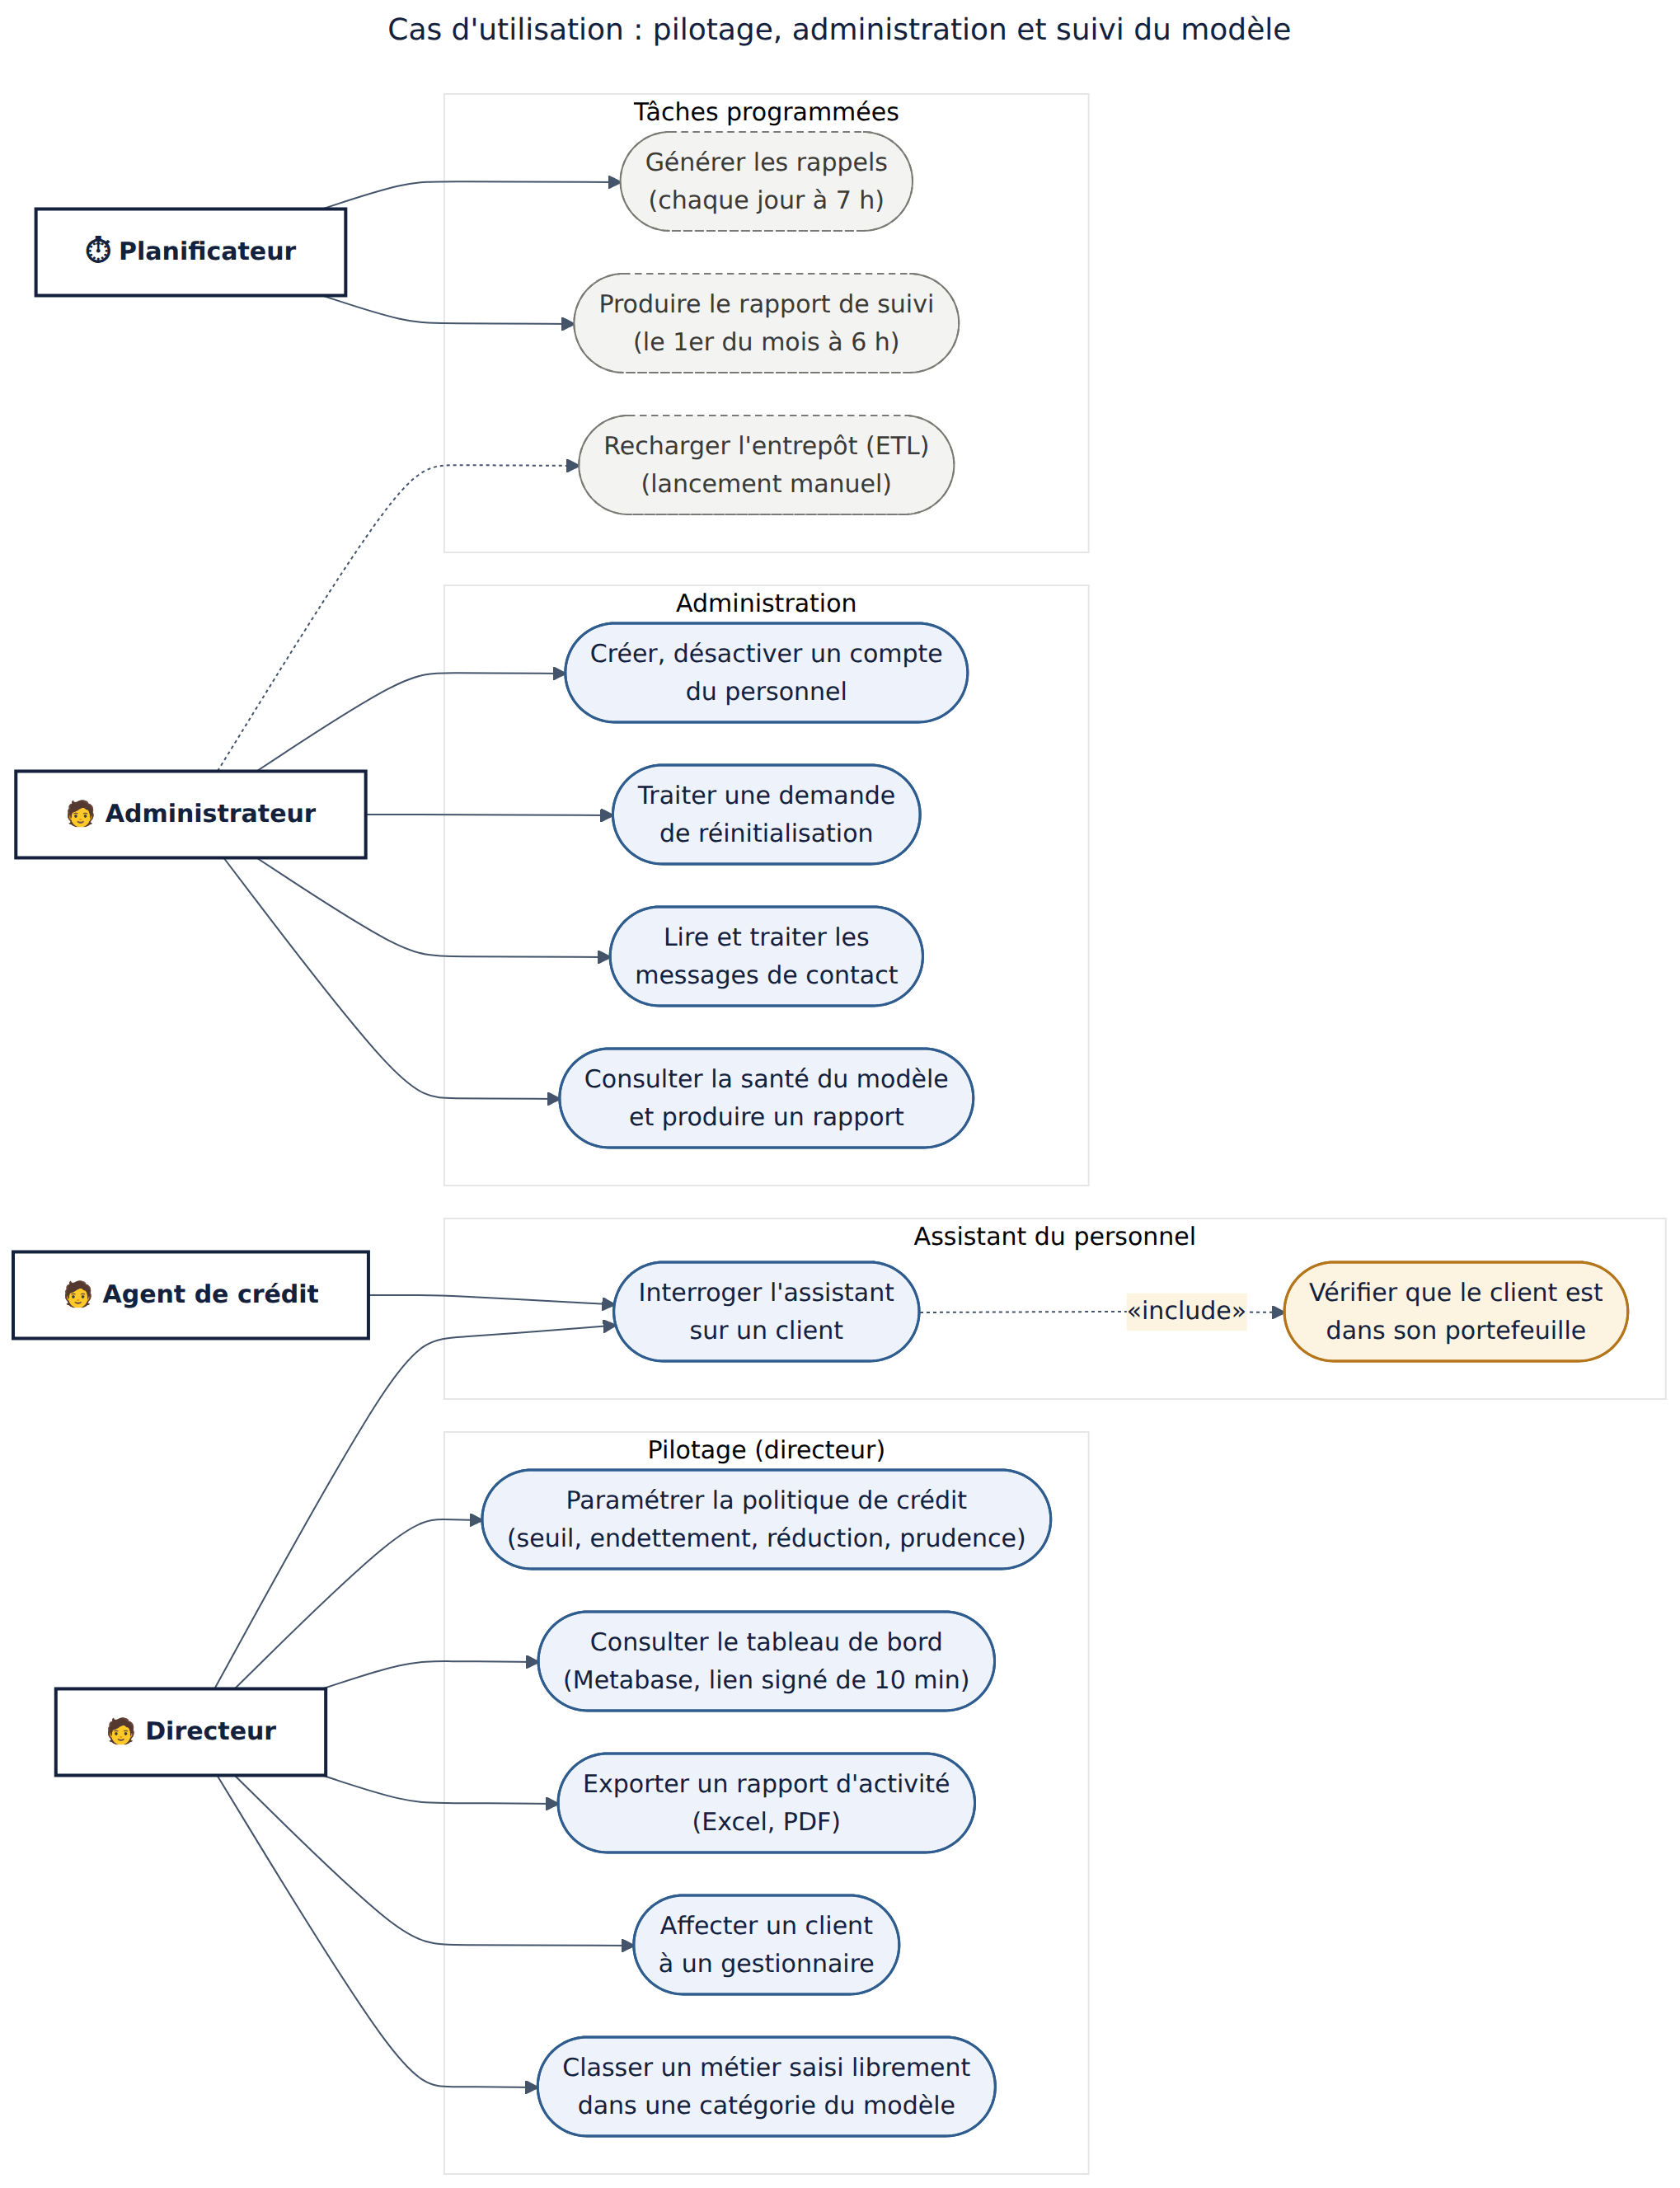 Cas d'utilisation : pilotage, administration et suivi du modèle
Tâches programmées
Générer les rappels
(chaque jour à 7 h)
Planificateur
Produire le rapport de suivi
(le 1er du mois à 6 h)
Recharger l'entrepôt (ETL)
(lancement manuel)
Administration
Créer, désactiver un compte
du personnel
Administrateur
Traiter une demande
de réinitialisation
Lire et traiter les
messages de contact
Consulter la santé du modèle
et produire un rapport
Assistant du personnel
Agent de crédit
Interroger l'assistant
sur un client
«include»
Vérifier que le client est
dans son portefeuille
Pilotage (directeur)
Paramétrer la politique de crédit
(seuil, endettement, réduction, prudence)
Consulter le tableau de bord
(Metabase, lien signé de 10 min)
Directeur
Exporter un rapport d'activité
(Excel, PDF)
Affecter un client
à un gestionnaire
Classer un métier saisi librement
dans une catégorie du modèle